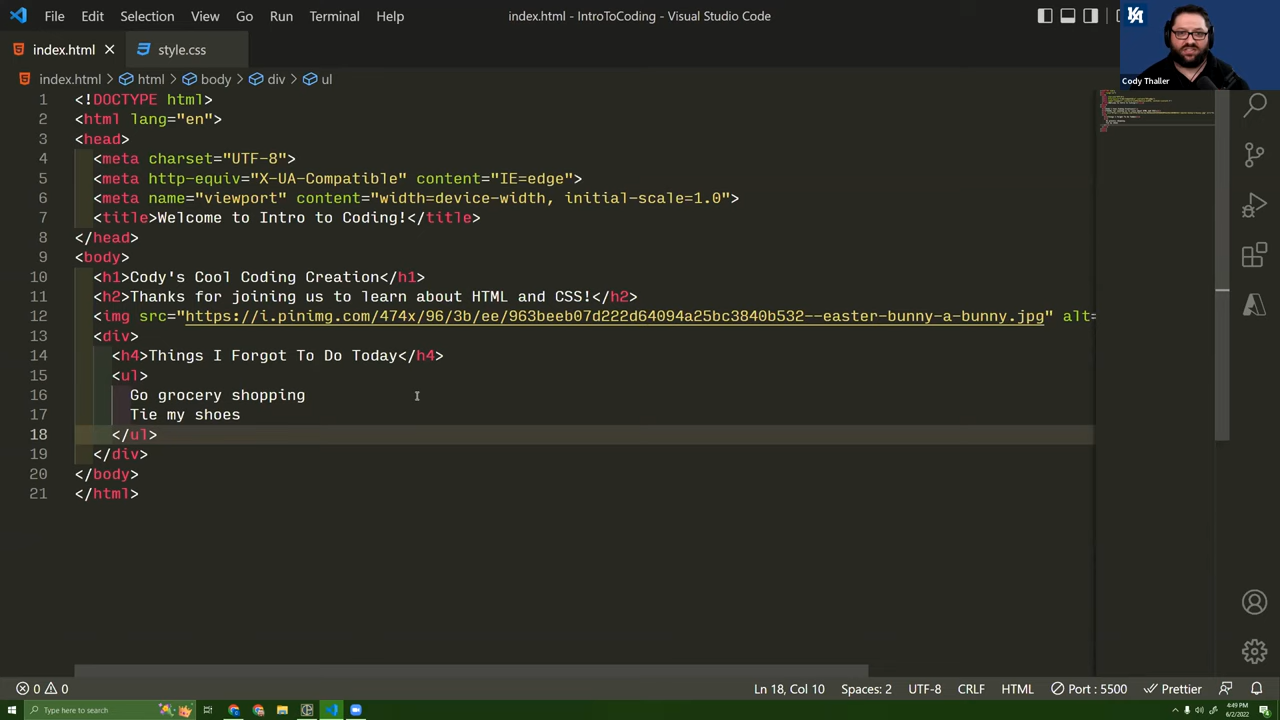 File Edit Selection View Go Run Terminal Help
index.html - IntroToCoding - Visual Studio Code
index.html
style.css
Cody Thaller
index.html > html > body > div > ul
1 <!DOCTYPE html>
2 <html lang="en">
3 <head>
4 <meta charset="UTF-8">
5 <meta http-equiv="X-UA-Compatible" content="IE=edge">
6 <meta name="viewport" content="width=device-width, initial-scale=1.0">
7 <title>Welcome to Intro to Coding!</title>
8 </head>
9 <body>
10 <h1>Cody's Cool Coding Creation</h1>
11 <h2>Thanks for joining us to learn about HTML and CSS!</h2>
12 <img src="https://i.pinimg.com/474x/96/3b/ee/963beeb07d222d64094a25bc3840b532--easter-bunny-a-bunny.jpg" alt=
13 <div>
14 <h4>Things I Forgot To Do Today</h4>
15 <ul>
16 Go grocery shopping
17 Tie my shoes
18 </ul>
19 </div>
20 </body>
21 </html>
0 0
Ln 18, Col 10 Spaces: 2 UTF-8 CRLF HTML Port : 5500 Prettier
Type here to search
4:49 PM
6/2/2022